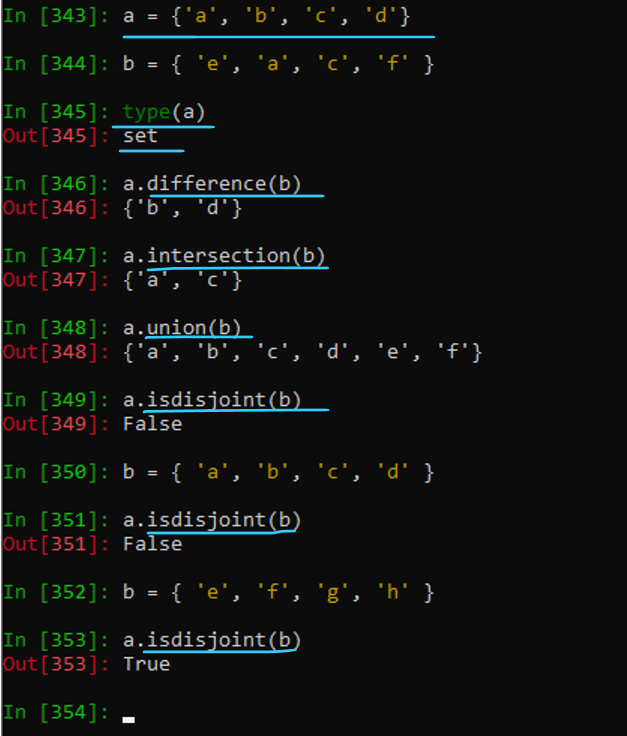 In [343]: a = {'a', 'b', 'c', 'd'}
In [344]: b = { 'e', 'a', 'c', 'f' }
In [345]: type(a)
Out[345]: set
In [346]: a.difference(b)
Out[346]: {'b', 'd'}
In [347]: a.intersection(b)
Out[347]: {'a', 'c'}
In [348]: a.union(b)
Out[348]: {'a', 'b', 'c', 'd', 'e', 'f'}
In [349]: a.isdisjoint(b)
Out[349]: False
In [350]: b = { 'a', 'b', 'c', 'd' }
In [351]: a.isdisjoint(b)
Out[351]: False
In [352]: b = { 'e', 'f', 'g', 'h' }
In [353]: a.isdisjoint(b)
Out[353]: True
In [354]: